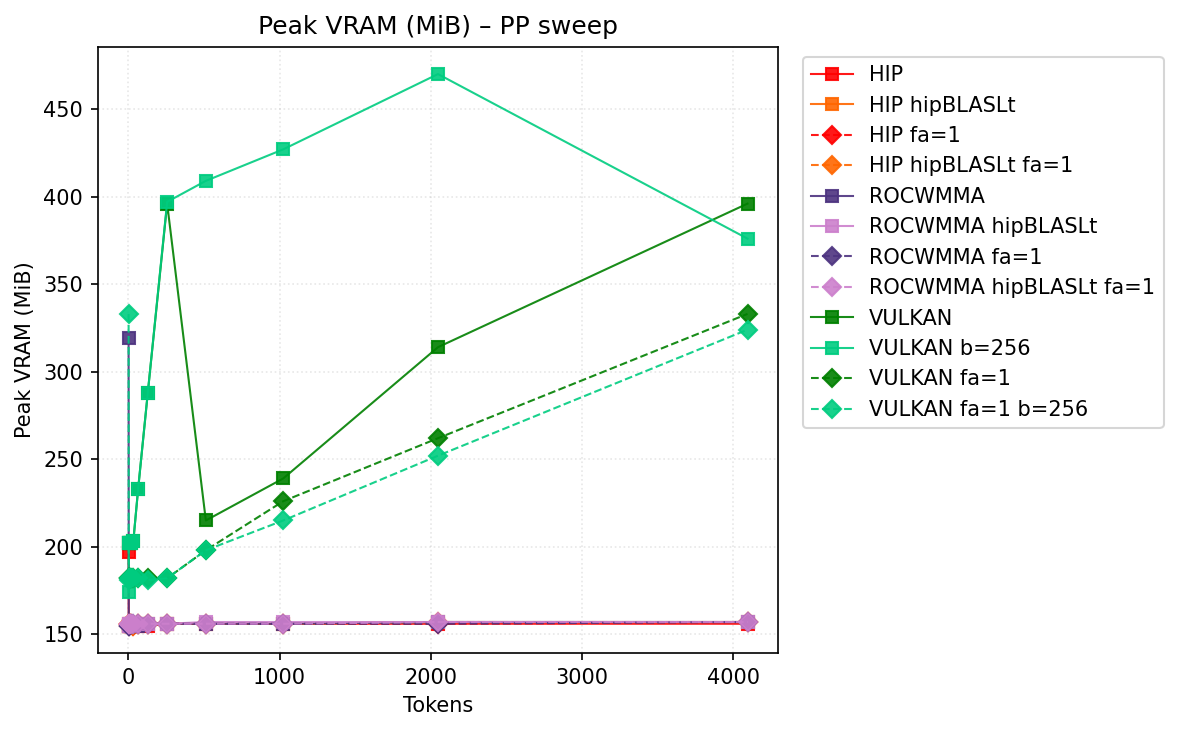 Peak VRAM (MiB) – PP sweep
Peak VRAM (MiB)
450
400
350
300
250
200
150
0
1000
2000
3000
4000
Tokens
HIP
HIP hipBLASLt
HIP fa=1
HIP hipBLASLt fa=1
ROCWMMA
ROCWMMA hipBLASLt
ROCWMMA fa=1
ROCWMMA hipBLASLt fa=1
VULKAN
VULKAN b=256
VULKAN fa=1
VULKAN fa=1 b=256